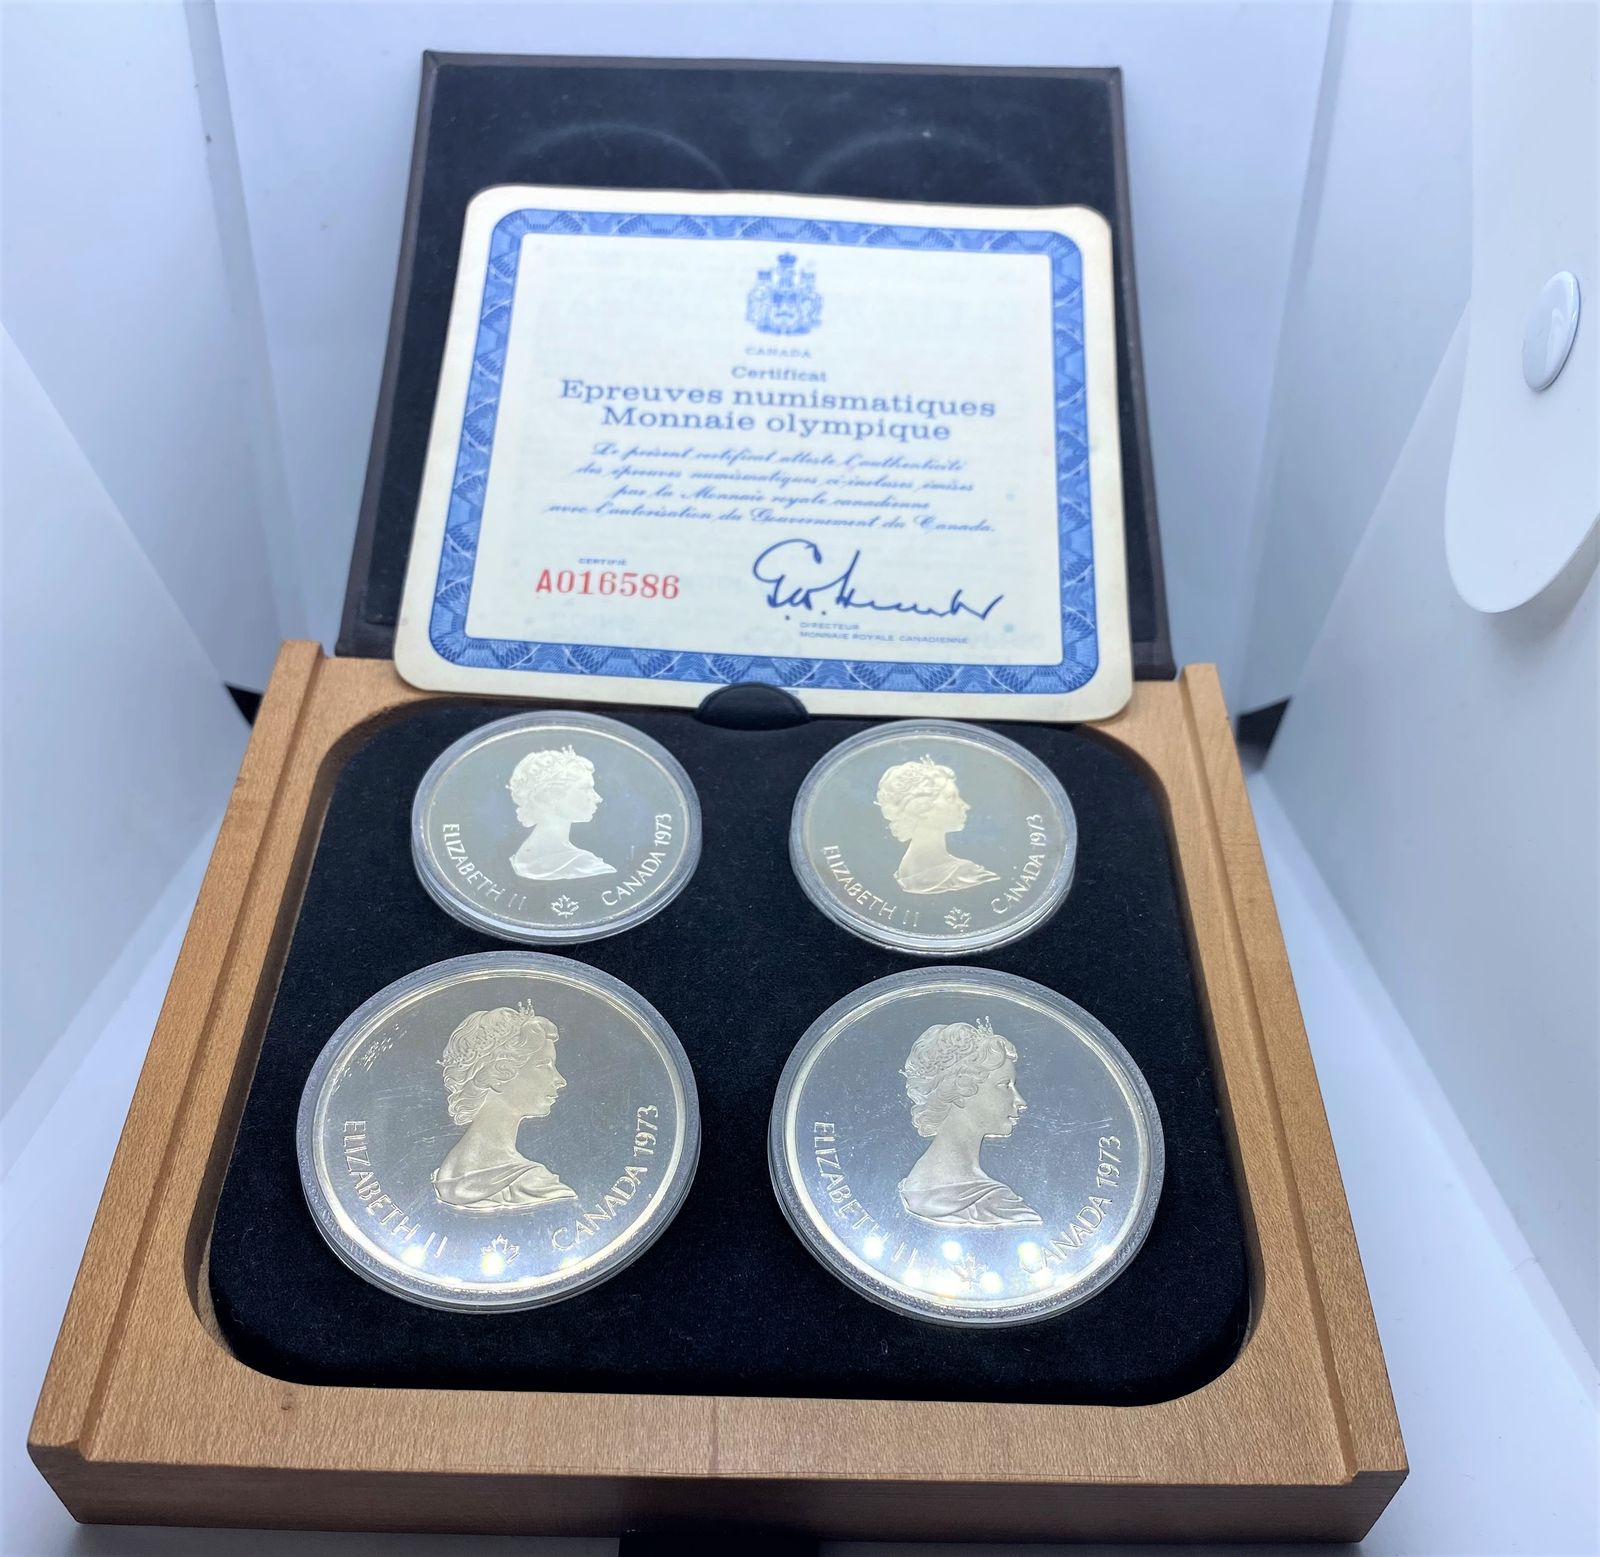 CANADA
Certificat
Epreuves numismatiques
Monnaie olympique
Le présent certificat atteste l'authenticité
des épreuves numismatiques ci-incluses émises
par la Monnaie royale canadienne
avec l'autorisation du Gouvernement du Canada.
CERTIFIÉ
A016586
DIRECTEUR
MONNAIE ROYALE CANADIENNE
ELIZABETH II CANADA 1973
ELIZABETH II CANADA 1973
ELIZABETH II CANADA 1973
ELIZABETH II CANADA 1973